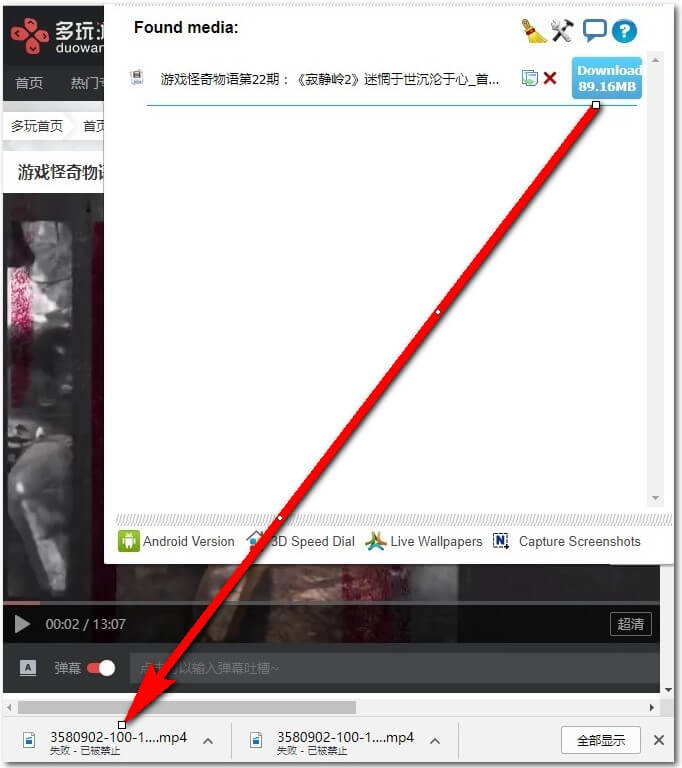 Found media:
多玩
duowan
首页
热门
游戏怪奇物语第22期：《寂静岭2》迷惘于世沉沦于心_首...
Download
89.16MB
多玩首页
首页
游戏怪奇物语
Android Version
3D Speed Dial
Live Wallpapers
Capture Screenshots
00:02 / 13:07
超清
A
弹幕
可以输入弹幕吐槽~
3580902-100-1....mp4
失败 - 已被禁止
3580902-100-1....mp4
失败 - 已被禁止
全部显示